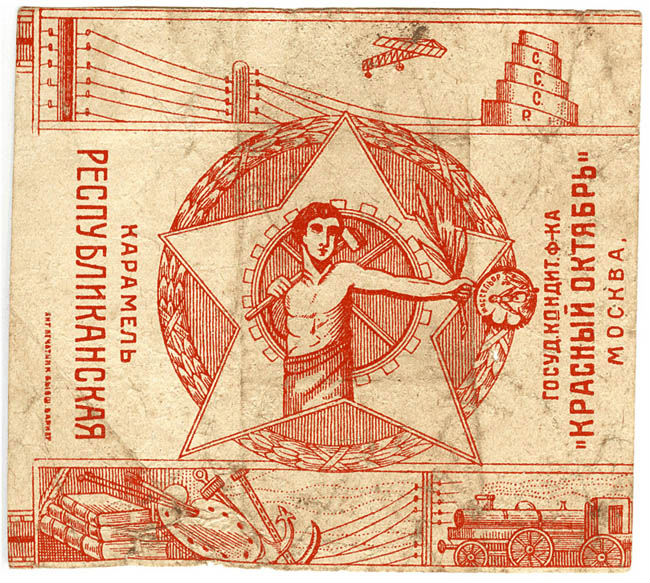 С.
С.
С.
Р.
КАРАМЕЛЬ
РЕСПУБЛИКАНСКАЯ
ГОСУД.КОНДИТ.Ф-КА
"КРАСНЫЙ ОКТЯБРЬ"
МОСКВА.